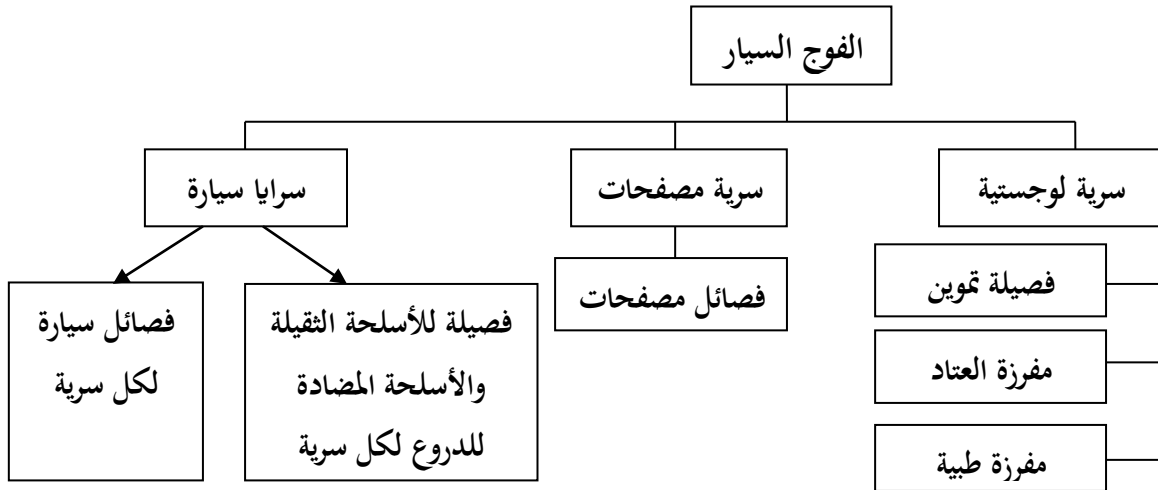 الفوج السيار
سرية لوجستية
سرية مصفحات
سرايا سيارة
فصيلة تموين
مفرزة العتاد
مفرزة طبية
فصائل مصفحات
فصيلة للأسلحة الثقيلة
والأسلحة المضادة
للدروع لكل سرية
فصائل سيارة
لكل سرية